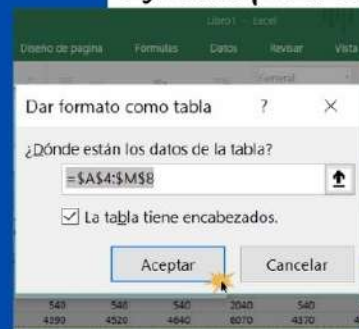 Libro1 - Excel
Diseño de página Fórmulas Datos Revisar Vista
General
Dar formato como tabla ? ×
¿Dónde están los datos de la tabla?
=$A$4:$M$8
La tabla tiene encabezados.
Aceptar Cancelar
540 540 540 2040 540
4390 4520 4640 6070 4370